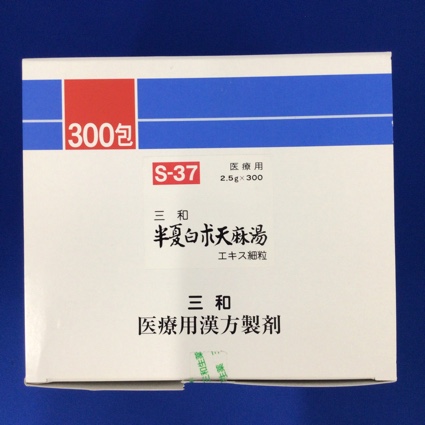 300包
S-37
医療用
2.5g×300
三和
半夏白朮天麻湯
エキス細粒
三和
医療用漢方製剤